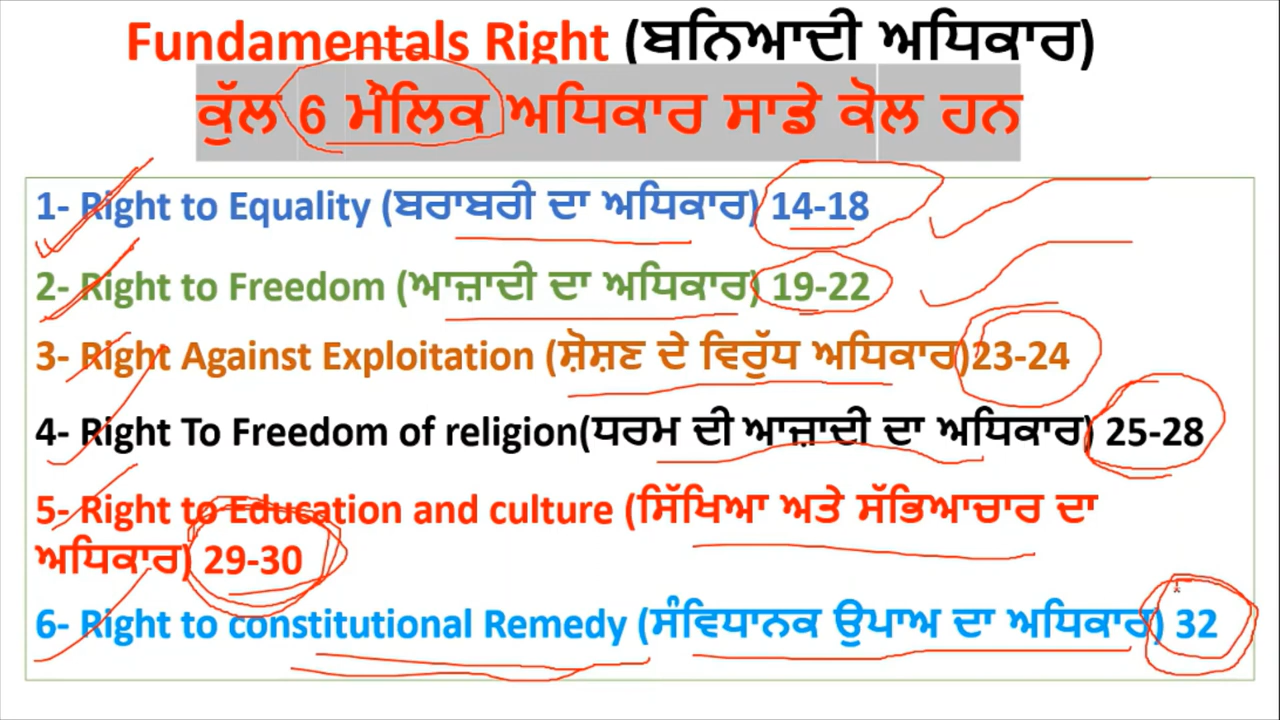 Fundamentals Right (ਬਨਿਆਦੀ ਅਧਿਕਾਰ)
ਕੁੱਲ 6 ਮੌਲਿਕ ਅਧਿਕਾਰ ਸਾਡੇ ਕੋਲ ਹਨ
1- Right to Equality (ਬਰਾਬਰੀ ਦਾ ਅਧਿਕਾਰ) 14-18
2- Right to Freedom (ਆਜ਼ਾਦੀ ਦਾ ਅਧਿਕਾਰ) 19-22
3- Right Against Exploitation (ਸ਼ੋਸ਼ਣ ਦੇ ਵਿਰੁੱਧ ਅਧਿਕਾਰ)23-24
4- Right To Freedom of religion(ਧਰਮ ਦੀ ਆਜ਼ਾਦੀ ਦਾ ਅਧਿਕਾਰ) 25-28
5- Right to Education and culture (ਸਿੱਖਿਆ ਅਤੇ ਸੱਭਿਆਚਾਰ ਦਾ
ਅਧਿਕਾਰ) 29-30
6- Right to constitutional Remedy (ਸੰਵਿਧਾਨਕ ਉਪਾਅ ਦਾ ਅਧਿਕਾਰ) 32